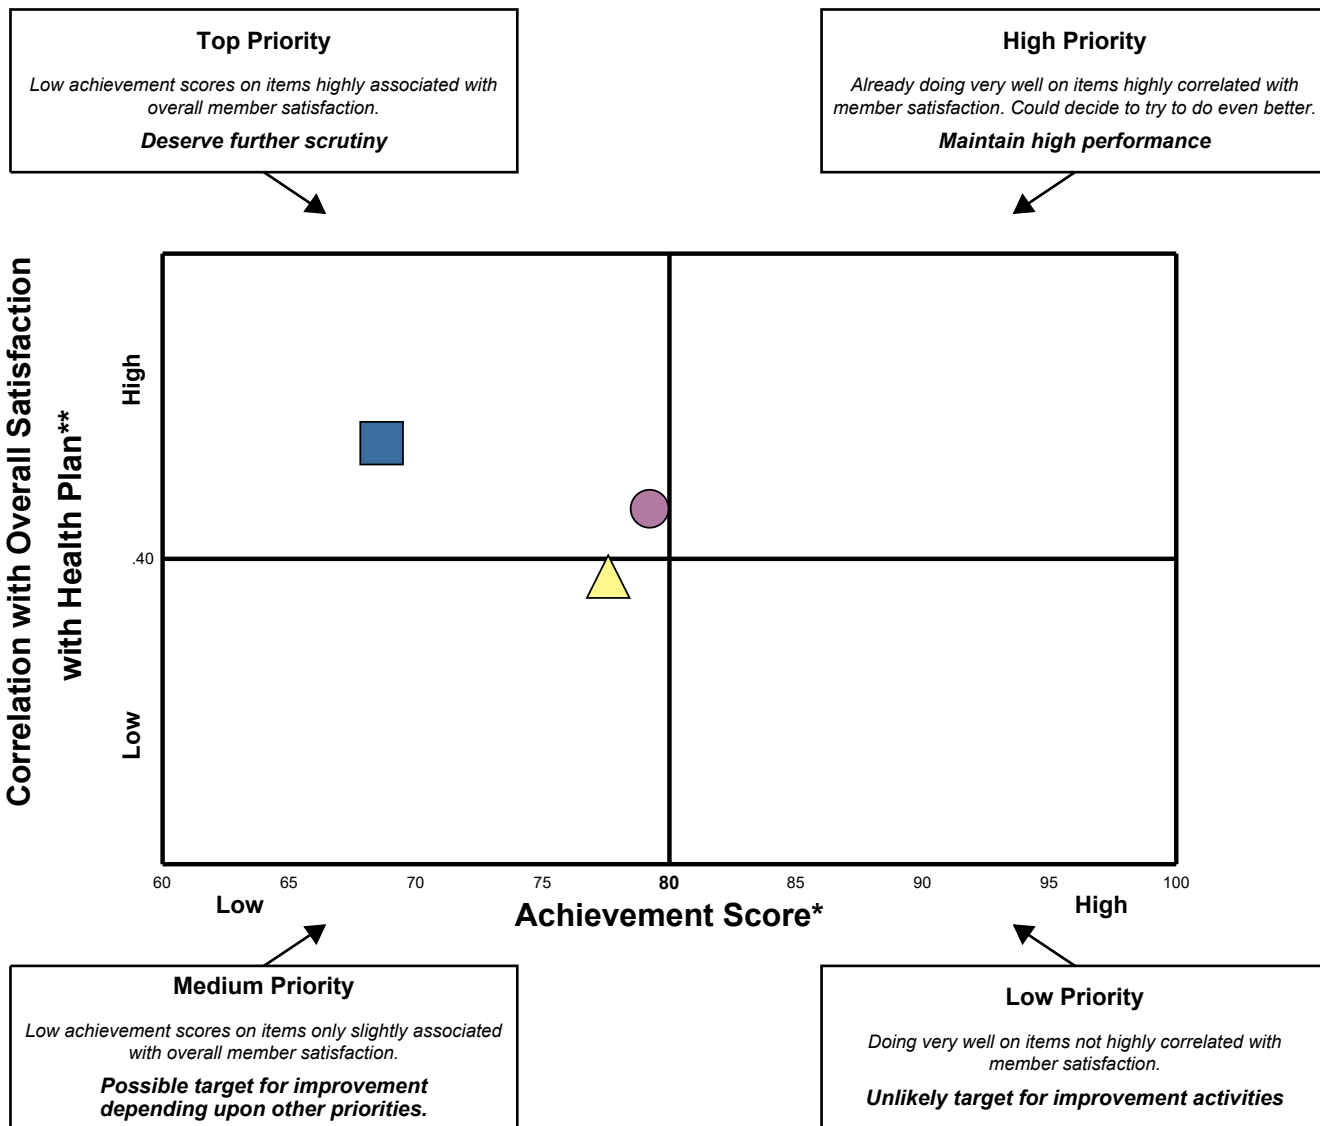 Top Priority
Low achievement scores on items highly associated with
overall member satisfaction.
Deserve further scrutiny
High Priority
Already doing very well on items highly correlated with
member satisfaction. Could decide to try to do even better.
Maintain high performance
Correlation with Overall Satisfaction
with Health Plan**
High
.40
Low
60 65 70 75 80 85 90 95 100
Low
Achievement Score*
High
Medium Priority
Low achievement scores on items only slightly associated
with overall member satisfaction.
Possible target for improvement
depending upon other priorities.
Low Priority
Doing very well on items not highly correlated with
member satisfaction.
Unlikely target for improvement activities